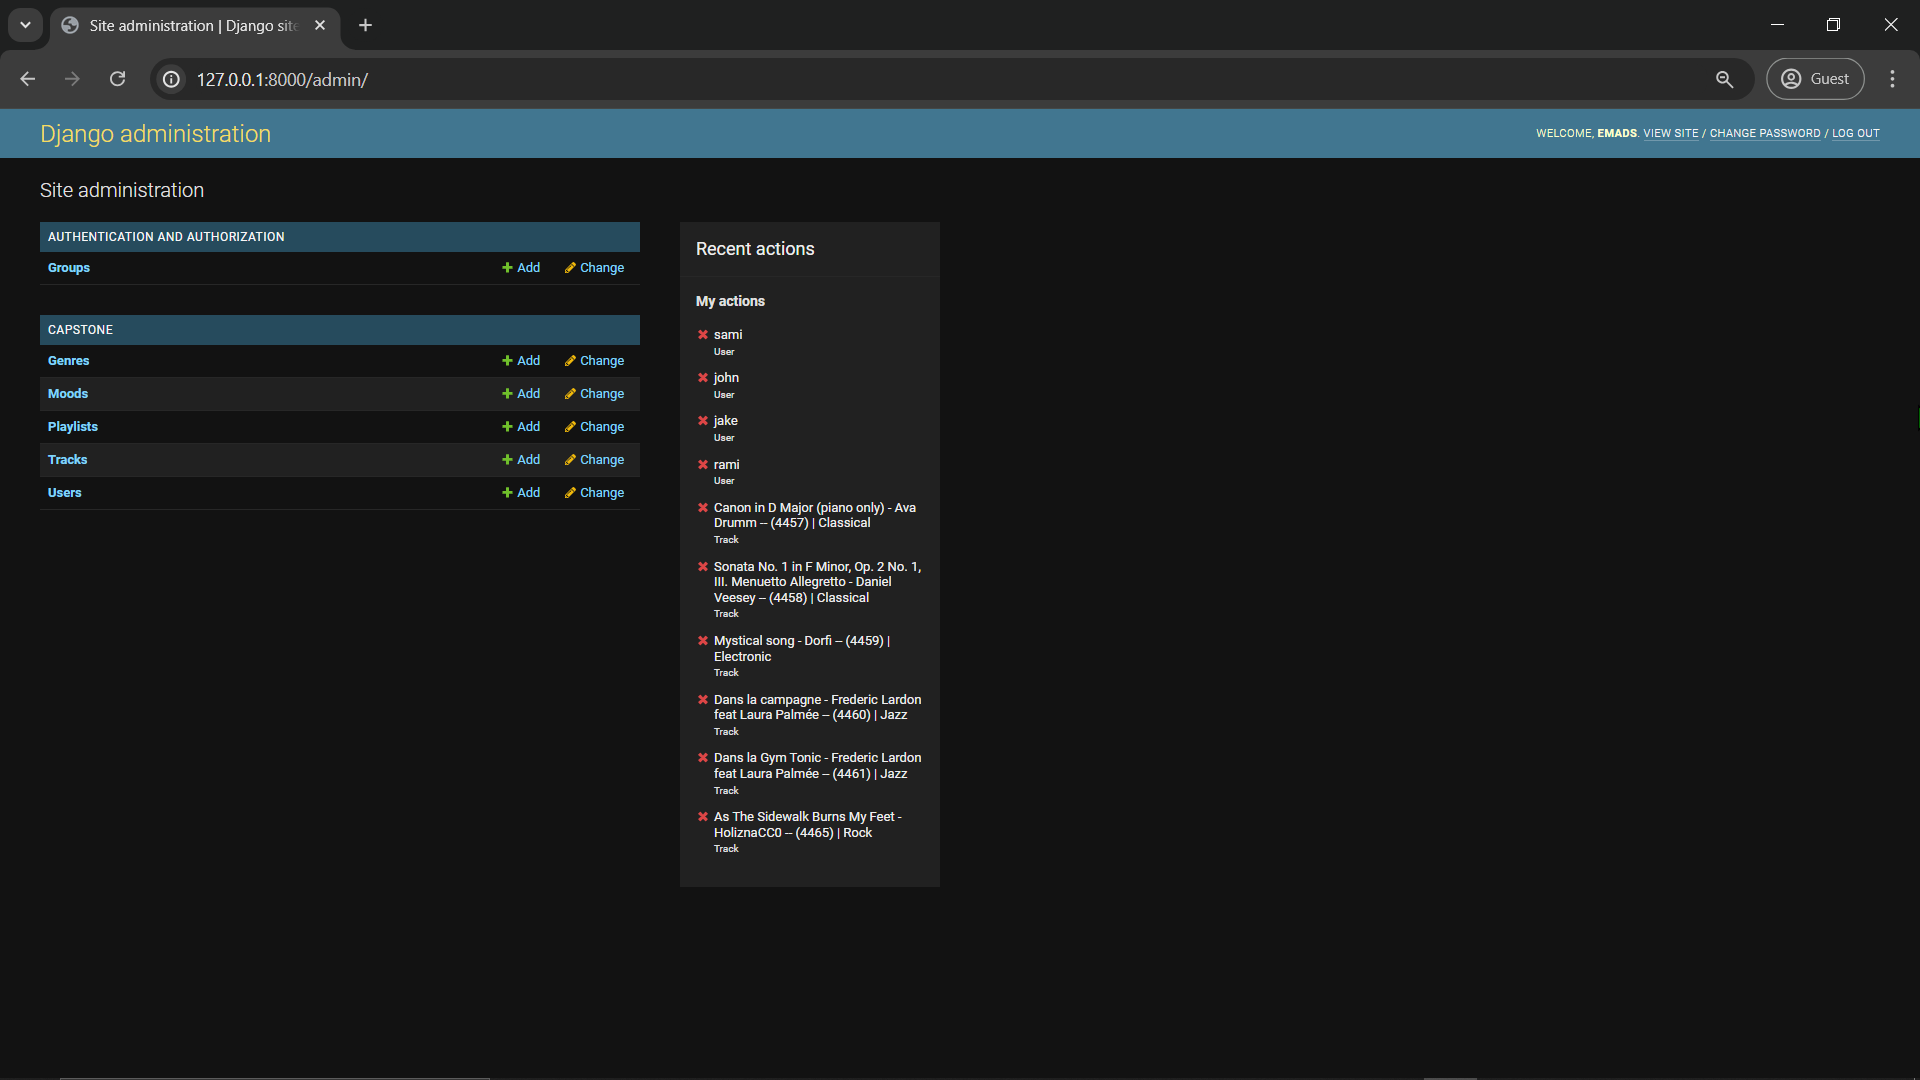 Site administration | Django site
127.0.0.1:8000/admin/
Guest
Django administration
WELCOME, EMADS. VIEW SITE / CHANGE PASSWORD / LOG OUT
Site administration
AUTHENTICATION AND AUTHORIZATION
Groups Add Change
CAPSTONE
Genres Add Change
Moods Add Change
Playlists Add Change
Tracks Add Change
Users Add Change
Recent actions
My actions
sami
User
john
User
jake
User
rami
User
Canon in D Major (piano only) - Ava
Drumm -- (4457) | Classical
Track
Sonata No. 1 in F Minor, Op. 2 No. 1,
III. Menuetto Allegretto - Daniel
Veesey -- (4458) | Classical
Track
Mystical song - Dorfi -- (4459) |
Electronic
Track
Dans la campagne - Frederic Lardon
feat Laura Palmée -- (4460) | Jazz
Track
Dans la Gym Tonic - Frederic Lardon
feat Laura Palmée -- (4461) | Jazz
Track
As The Sidewalk Burns My Feet -
HoliznaCC0 -- (4465) | Rock
Track